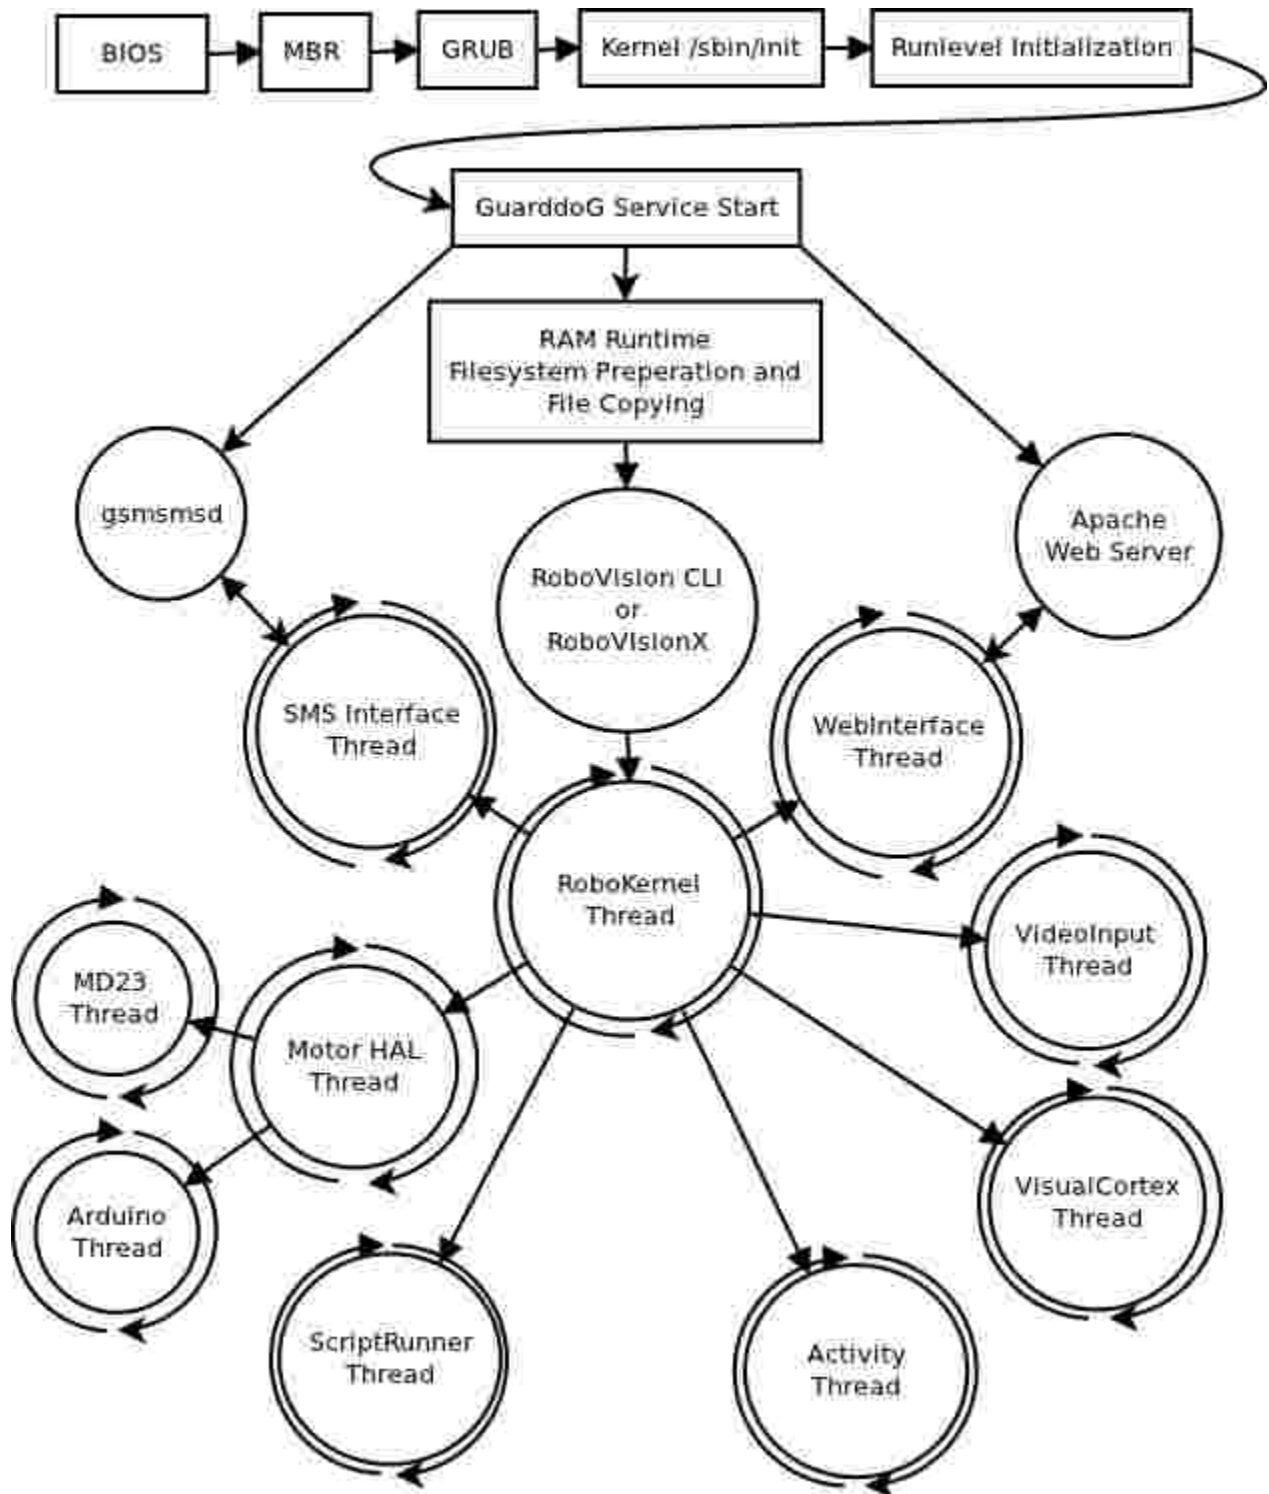 BIOS
MBR
GRUB
Kernel /sbin/init
Runlevel Initialization
GuarddoG Service Start
RAM Runtime
Filesystem Preperation and
File Copying
gsmsmsd
Apache
Web Server
RoboVision CLI
or
RoboVisionX
SMS Interface
Thread
WebInterface
Thread
RoboKernel
Thread
VideoInput
Thread
MD23
Thread
Motor HAL
Thread
VisualCortex
Thread
Arduino
Thread
ScriptRunner
Thread
Activity
Thread